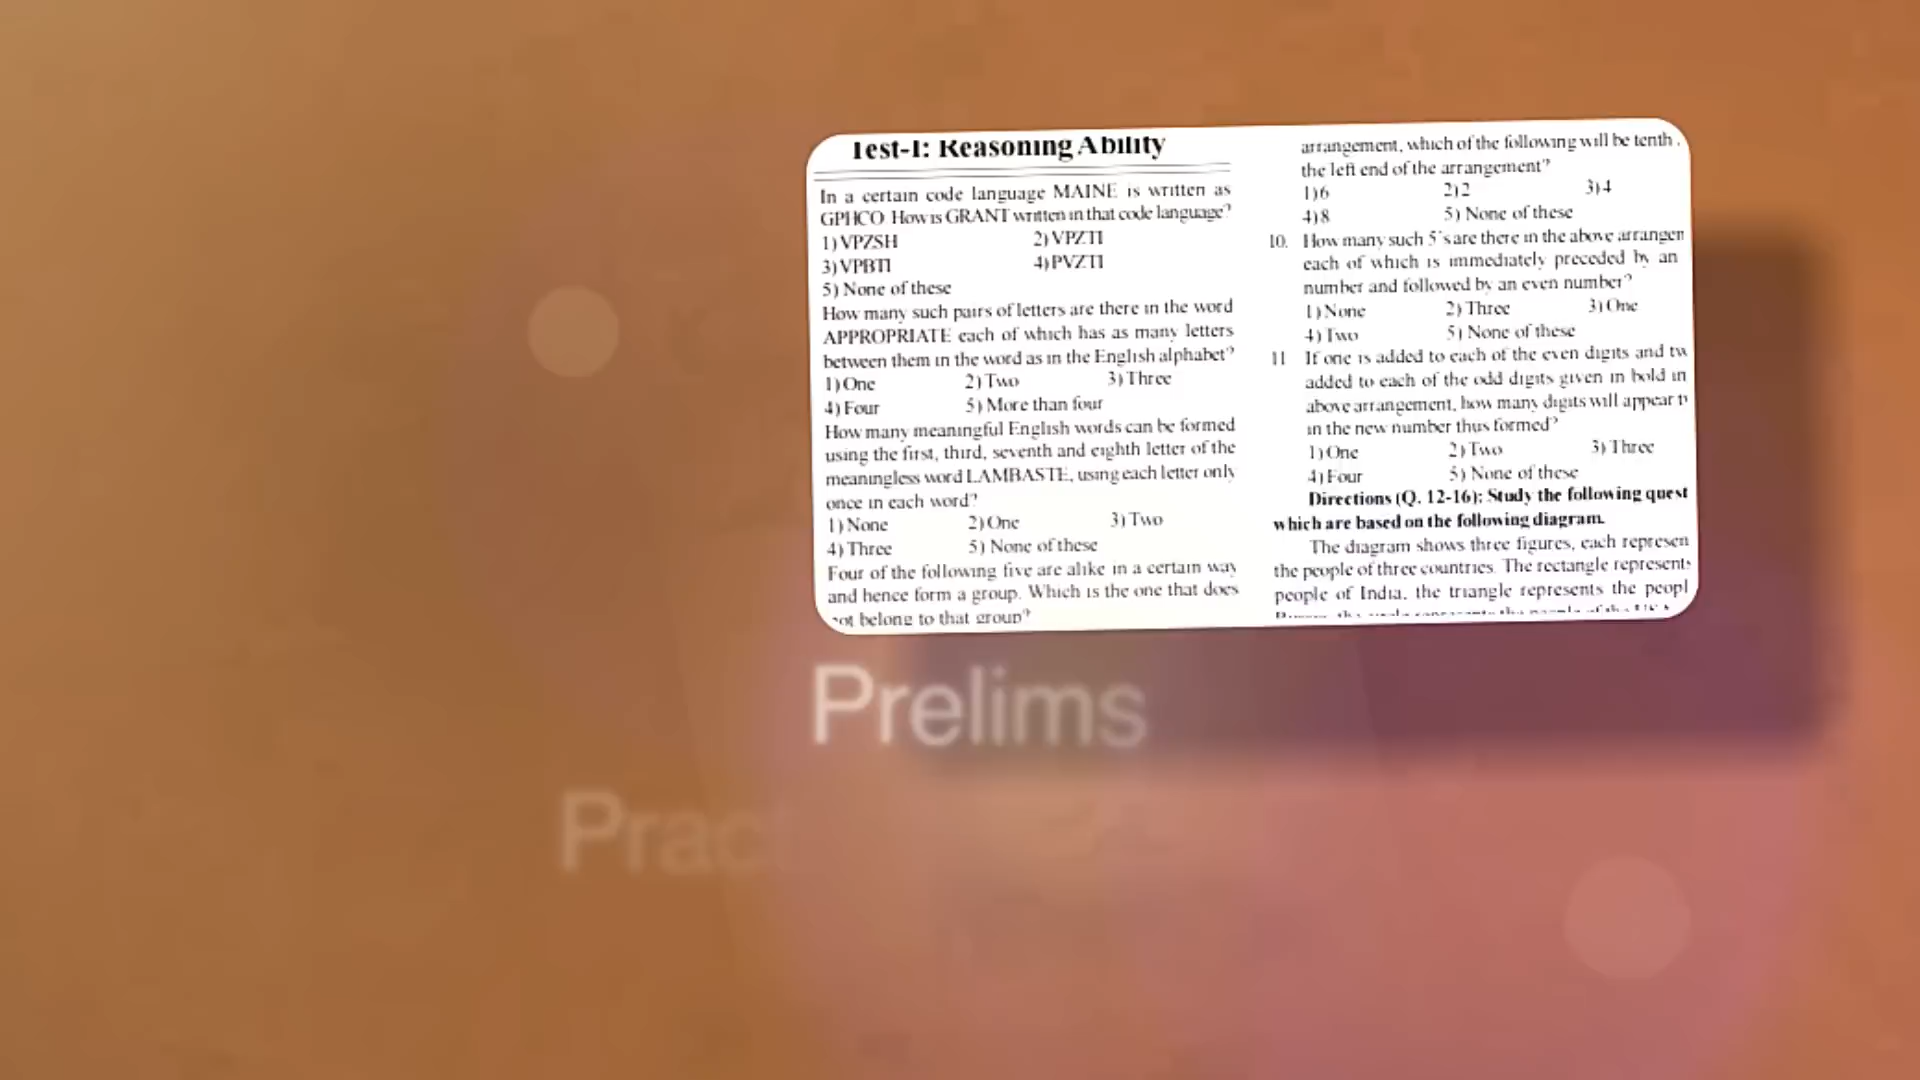 Test-I: Reasoning Ability
In a certain code language MAINE is written as
GPHCO How is GRANT written in that code language?
1) VPZSH 2) VPZTI
3) VPBTI 4) PVZTI
5) None of these
How many such pairs of letters are there in the word
APPROPRIATE each of which has as many letters
between them in the word as in the English alphabet?
1) One 2) Two 3) Three
4) Four 5) More than four
How many meaningful English words can be formed
using the first, third, seventh and eighth letter of the
meaningless word LAMBASTE, using each letter only
once in each word?
1) None 2) One 3) Two
4) Three 5) None of these
Four of the following five are alike in a certain way
and hence form a group. Which is the one that does
not belong to that group?
arrangement, which of the following will be tenth
the left end of the arrangement?
1) 6 2) 2 3) 4
4) 8 5) None of these
10. How many such 5's are there in the above arrangem
each of which is immediately preceded by an
number and followed by an even number?
1) None 2) Three 3) One
4) Two 5) None of these
11 If one is added to each of the even digits and tw
added to each of the odd digits given in bold in
above arrangement, how many digits will appear
in the new number thus formed?
1) One 2) Two 3) Three
4) Four 5) None of these
Directions (Q. 12-16): Study the following quest
which are based on the following diagram.
The diagram shows three figures, each represen
the people of three countries. The rectangle represents
people of India, the triangle represents the peopl
Prelims
Prac